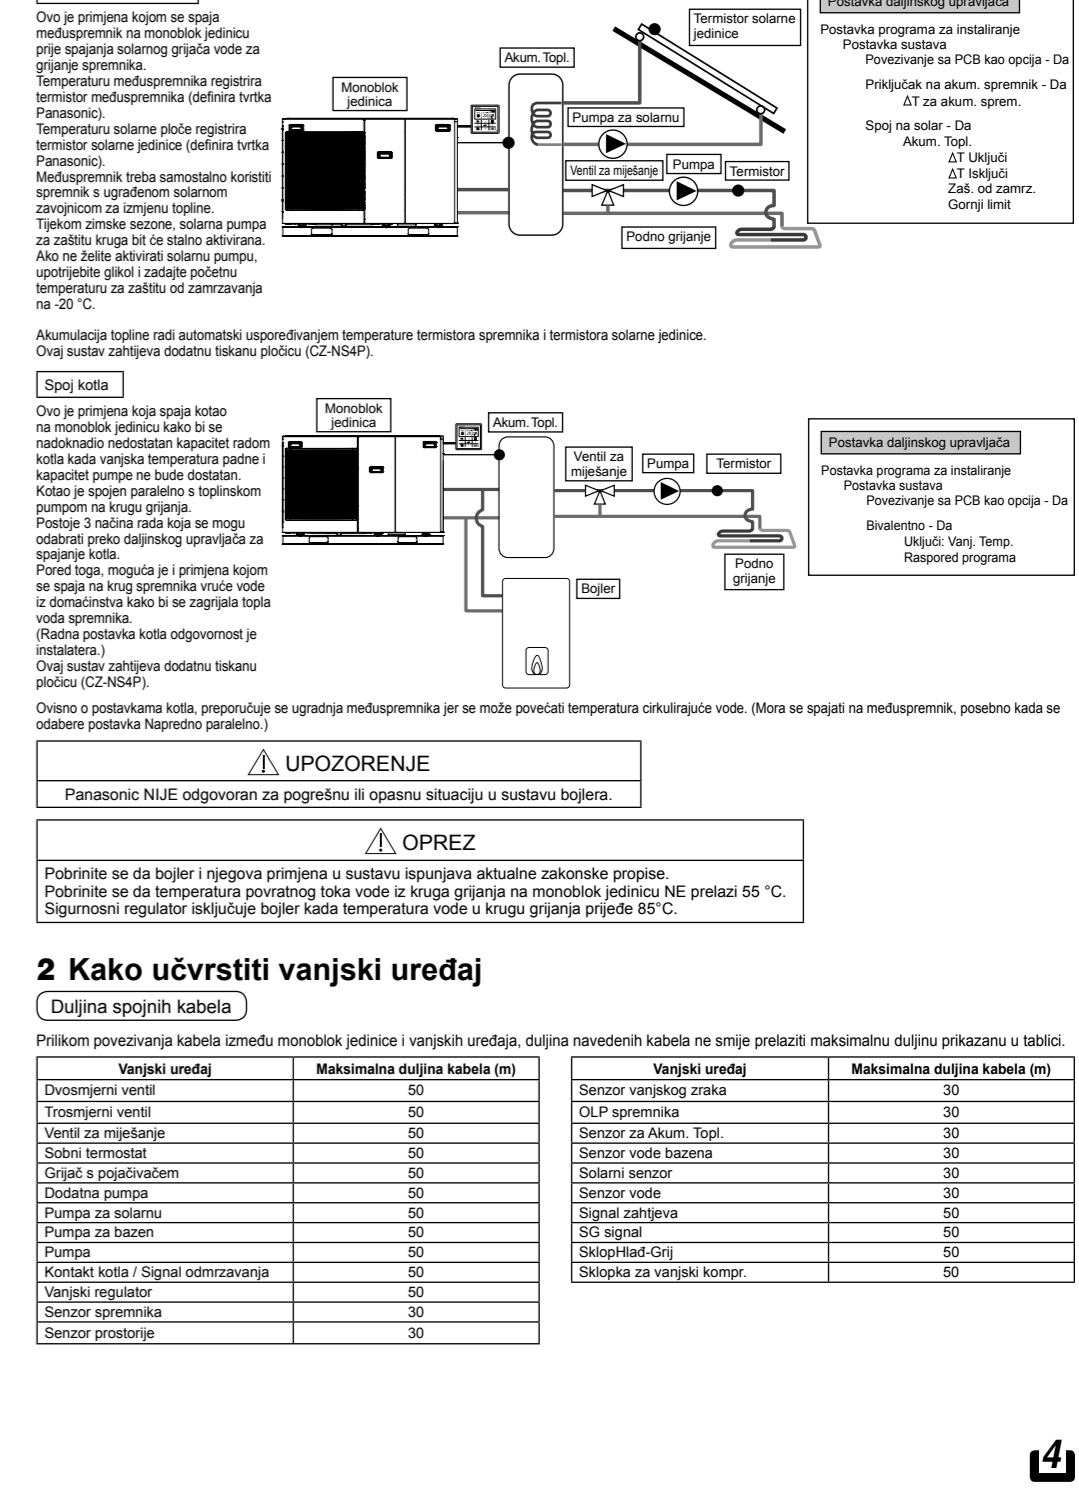 Ovo je primjena kojom se spaja
međuspremnik na monoblok jedinicu
prije spajanja solarnog grijača vode za
grijanje spremnika.
Temperaturu međuspremnika registrira
termistor međuspremnika (definira tvrtka
Panasonic).
Temperaturu solarne ploče registrira
termistor solarne jedinice (definira tvrtka
Panasonic).
Međuspremnik treba samostalno koristiti
spremnik s ugrađenom solarnom
zavojnicom za izmjenu topline.
Tijekom zimske sezone, solarna pumpa
za zaštitu kruga bit će stalno aktivirana.
Ako ne želite aktivirati solarnu pumpu,
upotrijebite glikol i zadajte početnu
temperaturu za zaštitu od zamrzavanja
na -20 °C.
Monoblok
jedinica
Akum. Topl.
Termistor solarne
jedinice
Pumpa za solarnu
Ventil za miješanje
Pumpa
Termistor
Podno grijanje
Postavka daljinskog upravljača
Postavka programa za instaliranje
Postavka sustava
Povezivanje sa PCB kao opcija - Da
Priključak na akum. spremnik - Da
ΔT za akum. sprem.
Spoj na solar - Da
Akum. Topl.
ΔT Uključi
ΔT Isključi
Zaš. od zamrz.
Gornji limit
Akumulacija topline radi automatski uspoređivanjem temperature termistora spremnika i termistora solarne jedinice.
Ovaj sustav zahtijeva dodatnu tiskanu pločicu (CZ-NS4P).
Spoj kotla
Ovo je primjena koja spaja kotao
na monoblok jedinicu kako bi se
nadoknadio nedostatan kapacitet radom
kotla kada vanjska temperatura padne i
kapacitet pumpe ne bude dostatan.
Kotao je spojen paralelno s toplinskom
pumpom na krugu grijanja.
Postoje 3 načina rada koja se mogu
odabrati preko daljinskog upravljača za
spajanje kotla.
Pored toga, moguća je i primjena kojom
se spaja na krug spremnika vruće vode
iz domaćinstva kako bi se zagrijala topla
voda spremnika.
(Radna postavka kotla odgovornost je
instalatera.)
Ovaj sustav zahtijeva dodatnu tiskanu
pločicu (CZ-NS4P).
Monoblok
jedinica
Akum. Topl.
Ventil za
miješanje
Pumpa
Termistor
Podno
grijanje
Bojler
Postavka daljinskog upravljača
Postavka programa za instaliranje
Postavka sustava
Povezivanje sa PCB kao opcija - Da
Bivalentno - Da
Uključi: Vanj. Temp.
Raspored programa
Ovisno o postavkama kotla, preporučuje se ugradnja međuspremnika jer se može povećati temperatura cirkulirajuće vode. (Mora se spajati na međuspremnik, posebno kada se
odabere postavka Napredno paralelno.)
UPOZORENJE
Panasonic NIJE odgovoran za pogrešnu ili opasnu situaciju u sustavu bojlera.
OPREZ
Pobrinite se da bojler i njegova primjena u sustavu ispunjava aktualne zakonske propise.
Pobrinite se da temperatura povratnog toka vode iz kruga grijanja na monoblok jedinicu NE prelazi 55 °C.
Sigurnosni regulator isključuje bojler kada temperatura vode u krugu grijanja prijeđe 85°C.
2 Kako učvrstiti vanjski uređaj
Duljina spojnih kabela
Prilikom povezivanja kabela između monoblok jedinice i vanjskih uređaja, duljina navedenih kabela ne smije prelaziti maksimalnu duljinu prikazanu u tablici.
Vanjski uređaj Maksimalna duljina kabela (m)
Dvosmjerni ventil 50
Trosmjerni ventil 50
Ventil za miješanje 50
Sobni termostat 50
Grijač s pojačivačem 50
Dodatna pumpa 50
Pumpa za solarnu 50
Pumpa za bazen 50
Pumpa 50
Kontakt kotla / Signal odmrzavanja 50
Vanjski regulator 50
Senzor spremnika 30
Senzor prostorije 30
Vanjski uređaj Maksimalna duljina kabela (m)
Senzor vanjskog zraka 30
OLP spremnika 30
Senzor za Akum. Topl. 30
Senzor vode bazena 30
Solarni senzor 30
Senzor vode 30
Signal zahtjeva 50
SG signal 50
SklopHlađ-Grij 50
Sklopka za vanjski kompr. 50
4